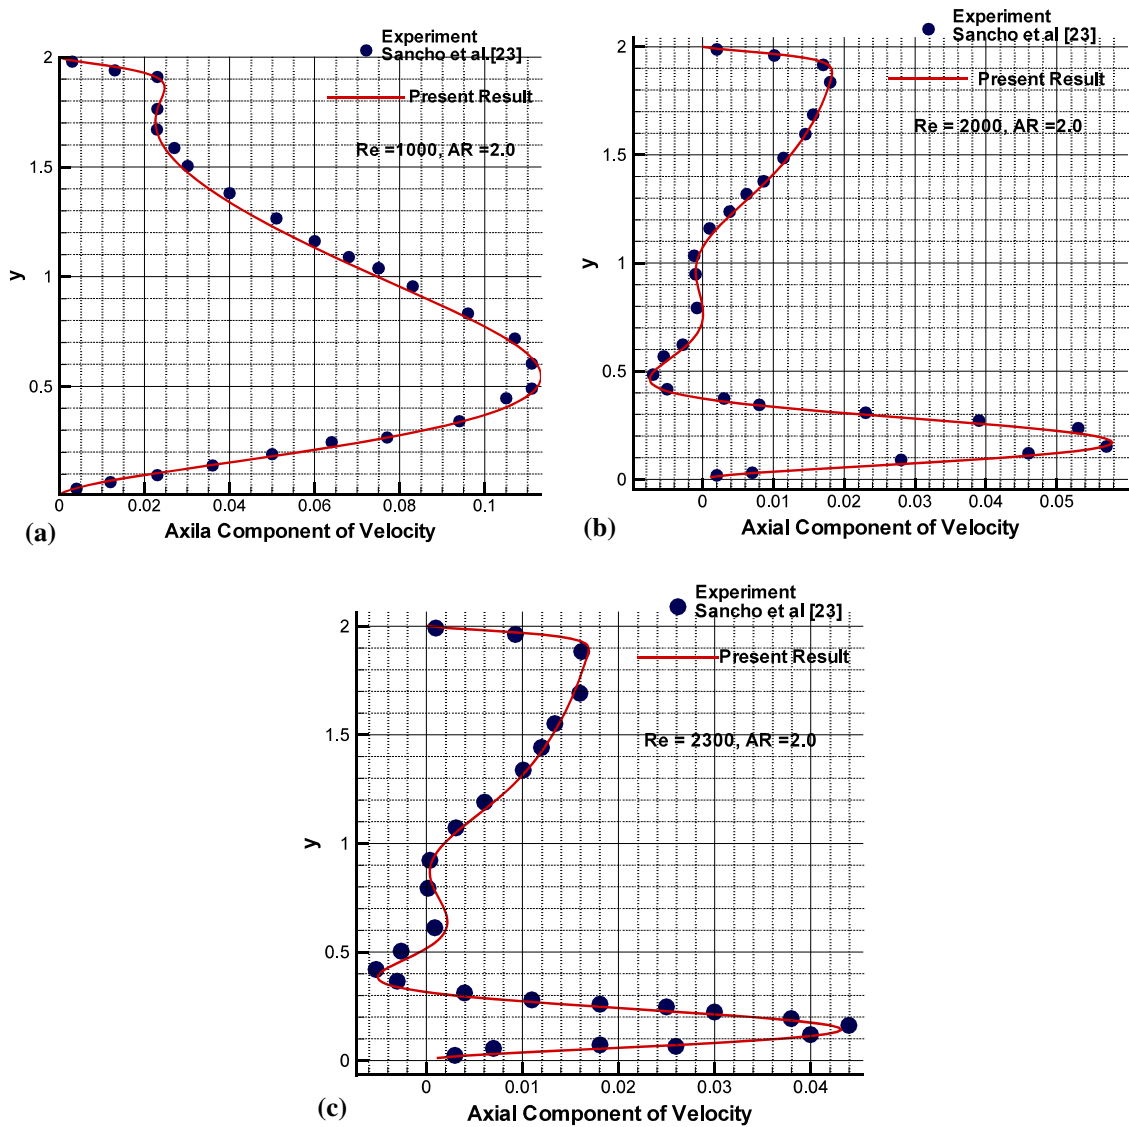 Experiment
Sancho et al.[23]
Present Result
Re =1000, AR =2.0
2
1.5
1
0.5
0
y
0 0.02 0.04 0.06 0.08 0.1
Axila Component of Velocity
(a)
Experiment
Sancho et al [23]
Present Result
Re = 2000, AR =2.0
2
1.5
1
0.5
0
y
0 0.01 0.02 0.03 0.04 0.05
Axial Component of Velocity
(b)
Experiment
Sancho et al [23]
Present Result
Re = 2300, AR =2.0
2
1.5
1
0.5
0
y
0 0.01 0.02 0.03 0.04
Axial Component of Velocity
(c)